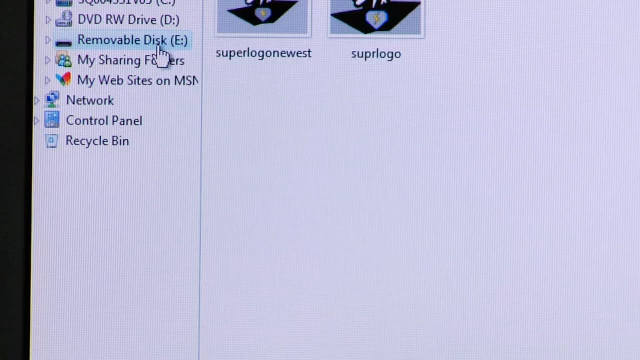 DVD RW Drive (D:)
Removable Disk (E:)
My Sharing F ers
My Web Sites on MSN
Network
Control Panel
Recycle Bin
superlogonewest
suprlogo